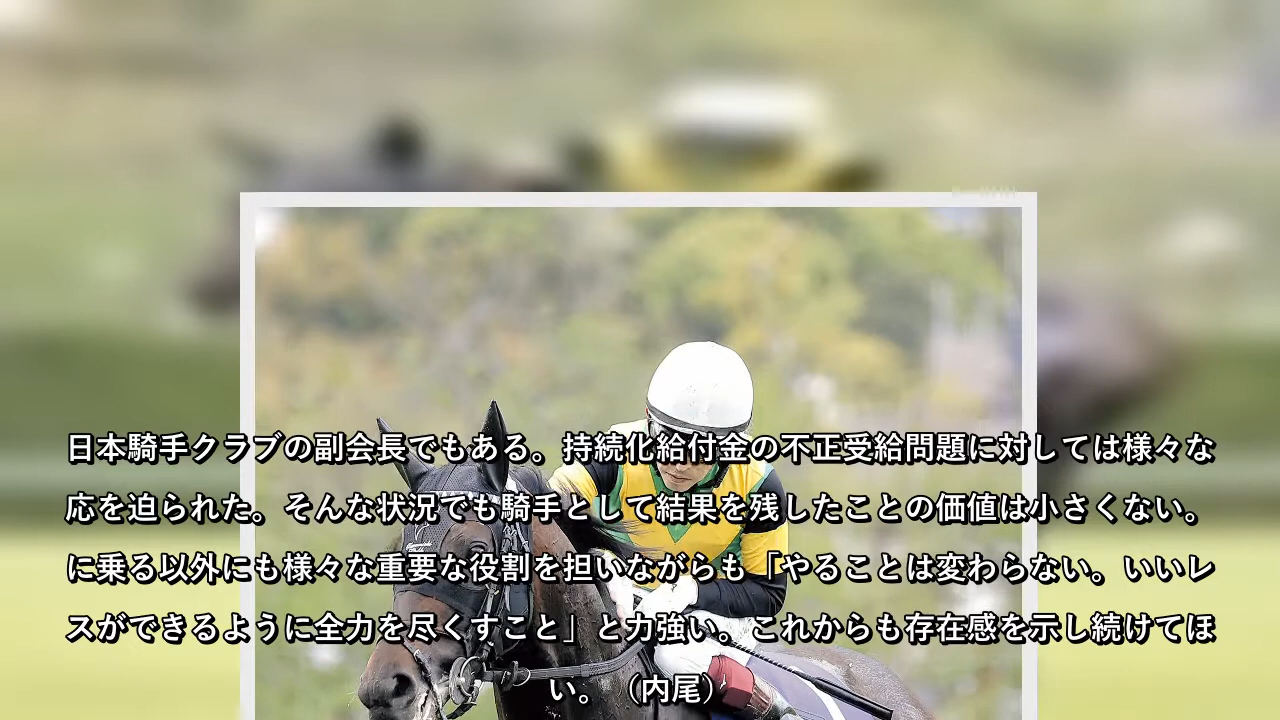 日本騎手クラブの副会長でもある。持続化給付金の不正受給問題に対しては様々な
応を迫られた。そんな状況でも騎手として結果を残したことの価値は小さくない。
に乗る以外にも様々な重要な役割を担いながらも「やることは変わらない。いいレ
スができるように全力を尽くすこと」と力強い。これからも存在感を示し続けてほ
い。（内尾）